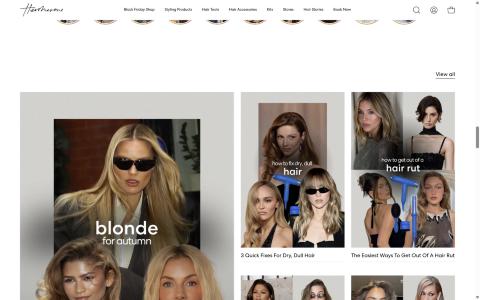 Hershesons
Black Friday Shop Styling Products Hair Tools Hair Accessories Kits Stores Hair Stories Book Now
View all
blonde
for autumn
how to fix dry, dull
hair
how to get out of a
hair rut
3 Quick Fixes For Dry, Dull Hair
The Easiest Ways To Get Out Of A Hair Rut